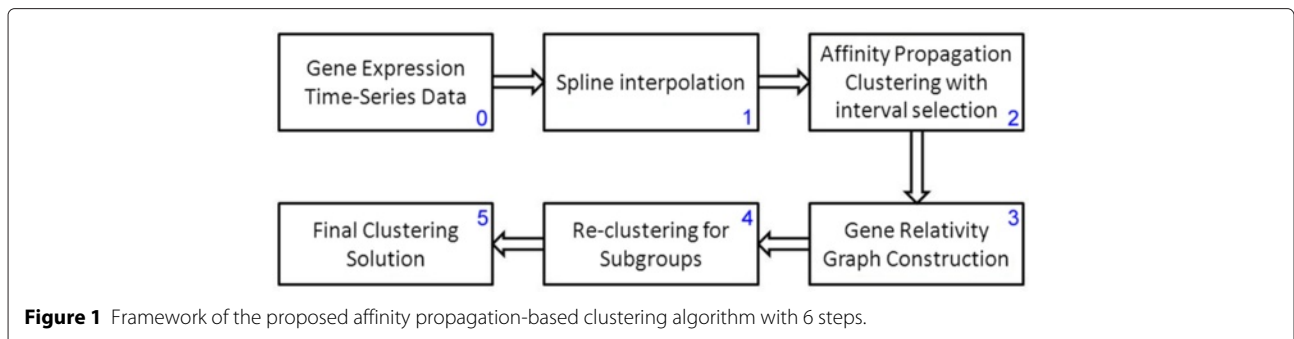 Gene Expression
Time-Series Data
0
Spline interpolation
1
Affinity Propagation
Clustering with
interval selection
2
Gene Relativity
Graph Construction
3
Re-clustering for
Subgroups
4
Final Clustering
Solution
5
Figure 1 Framework of the proposed affinity propagation-based clustering algorithm with 6 steps.